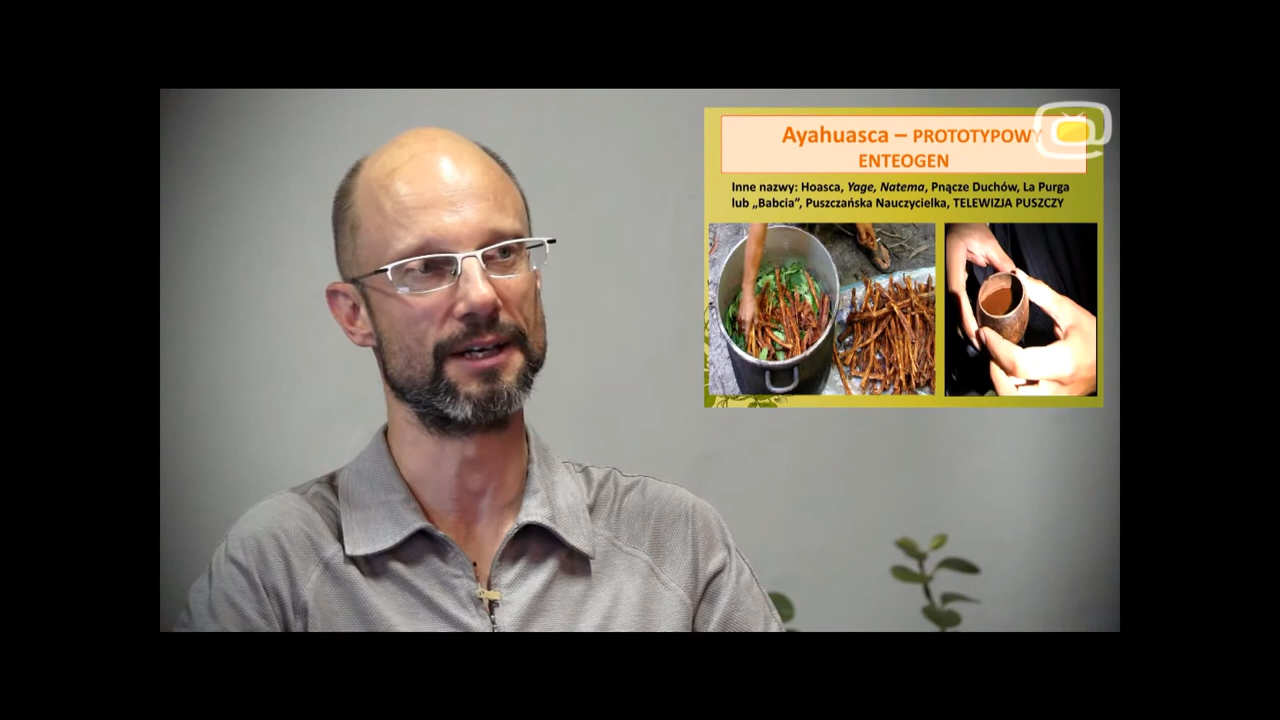 Ayahuasca – PROTOTYPOWY
ENTEOGEN
Inne nazwy: Hoasca, Yage, Natema, Pnącze Duchów, La Purga
lub „Babcia”, Puszczańska Nauczycielka, TELEWIZJA PUSZCZY